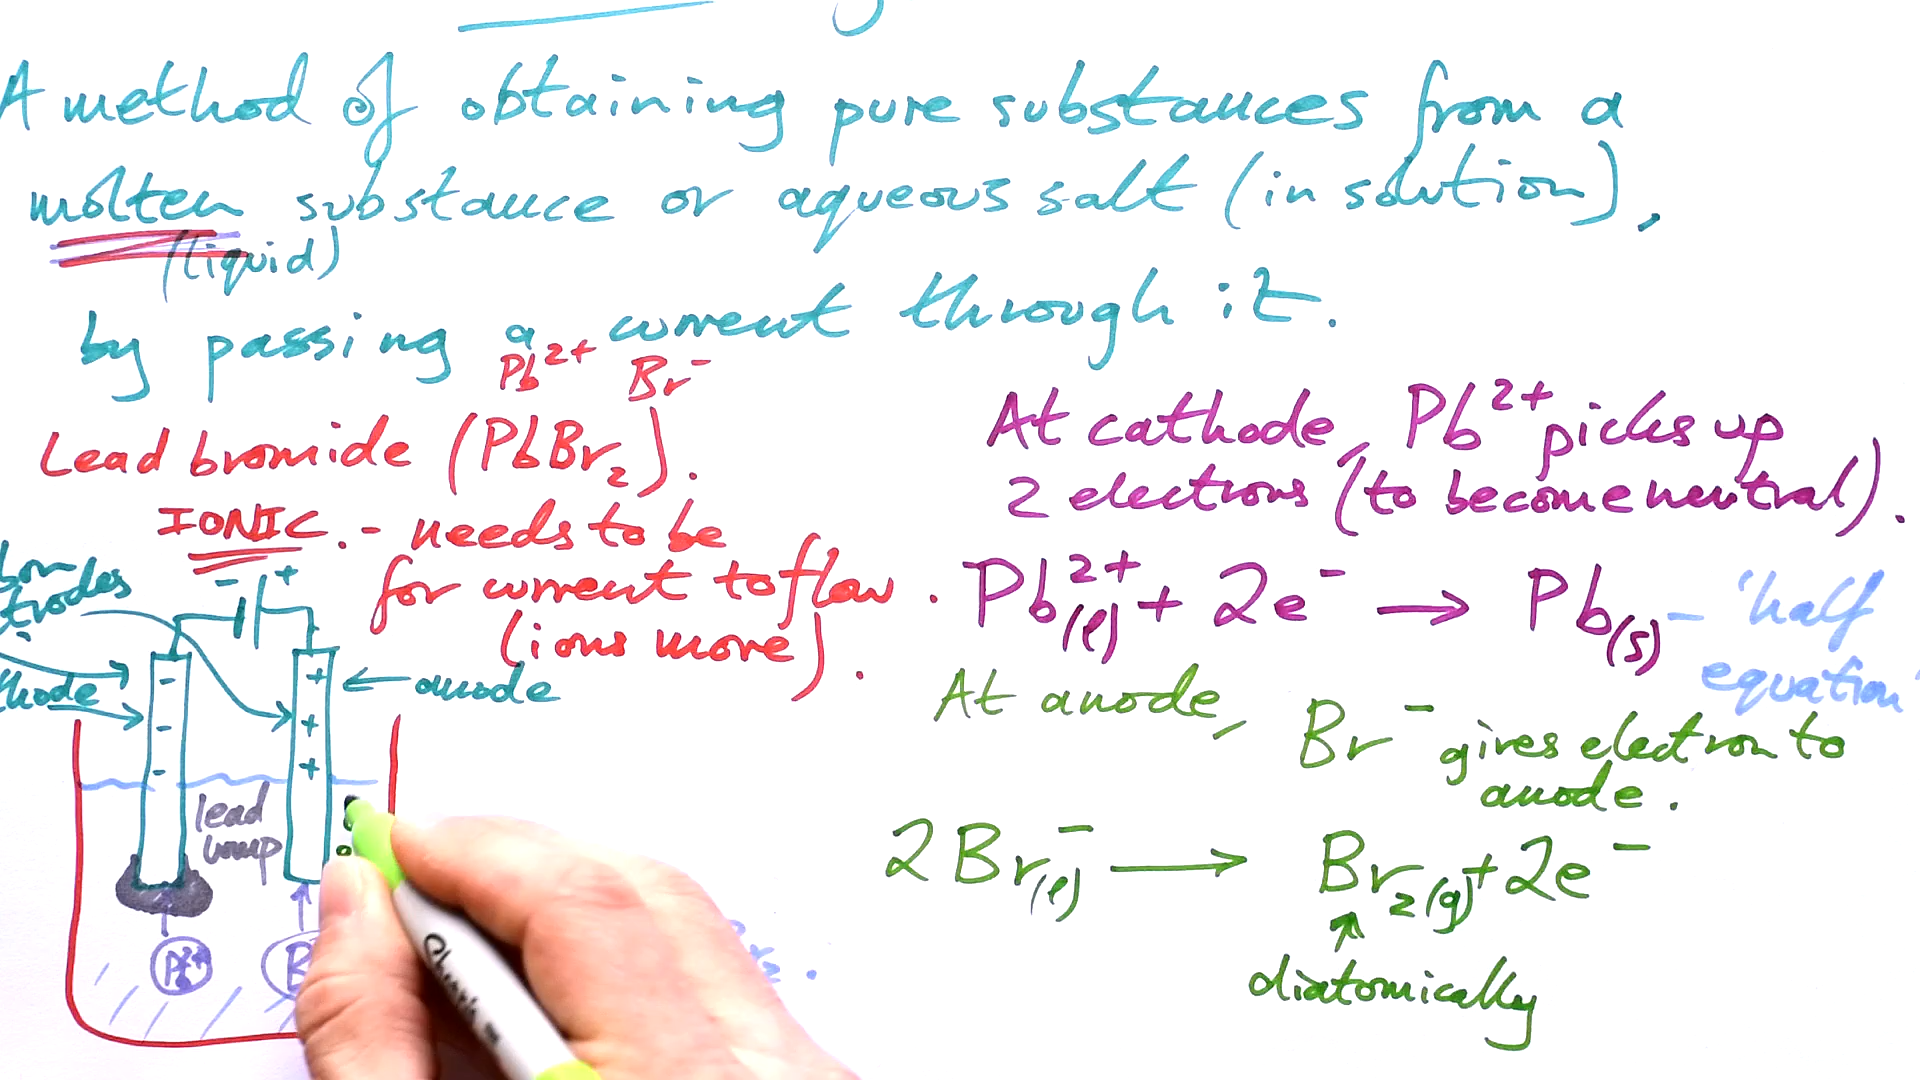 A method of obtaining pure substances from a
molten substance or aqueous salt (in solution),
(liquid)
by passing a current through it.
Pb²⁺ Br⁻
Lead bromide (PbBr₂).
IONIC. - needs to be
for current to flow.
(ions move).
- +
anode
- - -
+ + +
lead
lump
Pb²⁺
At cathode, Pb²⁺ picks up
2 electrons (to become neutral).
Pb²⁺(l) + 2e⁻ → Pb(s) - 'half
equation'
At anode, Br⁻ gives electron to
anode.
2Br⁻(l) → Br₂(g) + 2e⁻
↑
diatomically
Sharpie